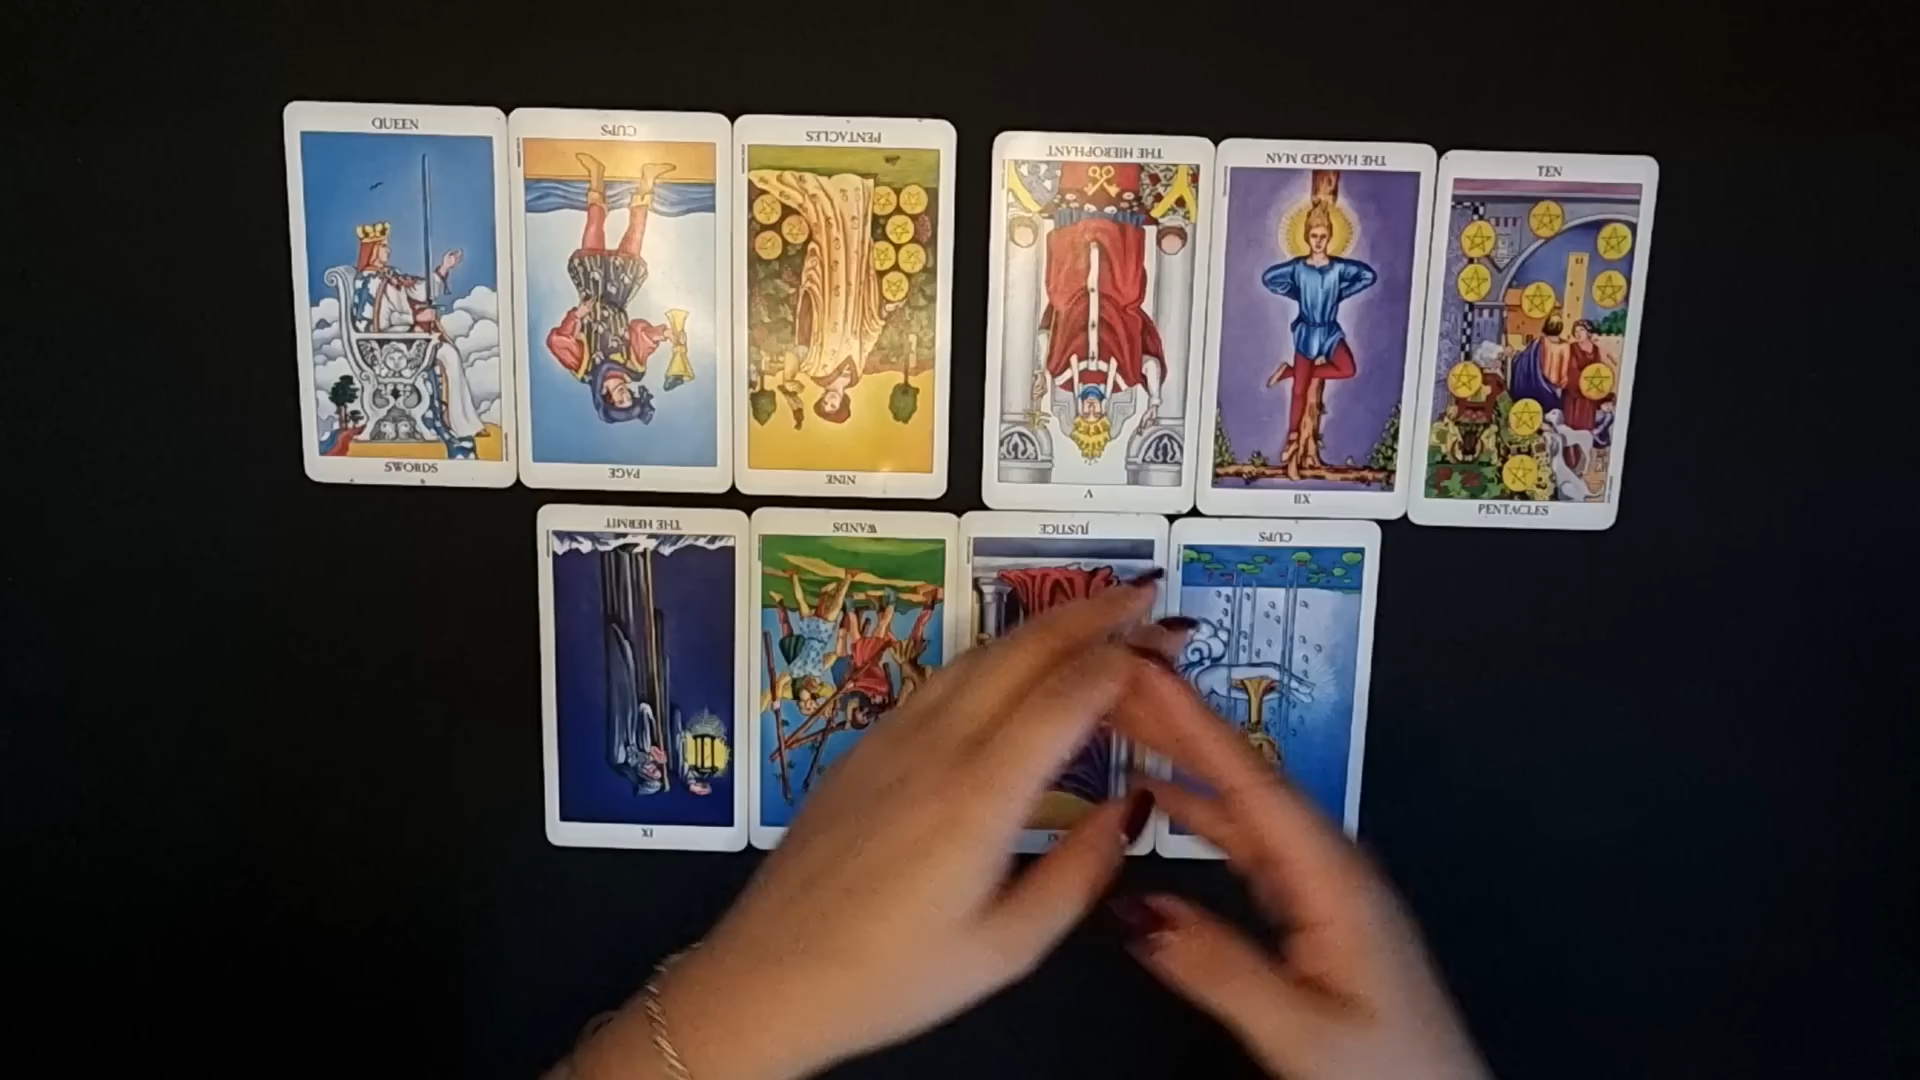 QUEEN
SWORDS
CUPS
PAGE
PENTACLES
NINE
THE HIEROPHANT
V
THE HANGED MAN
XII
TEN
PENTACLES
THE HERMIT
IX
WANDS
JUSTICE
CUPS